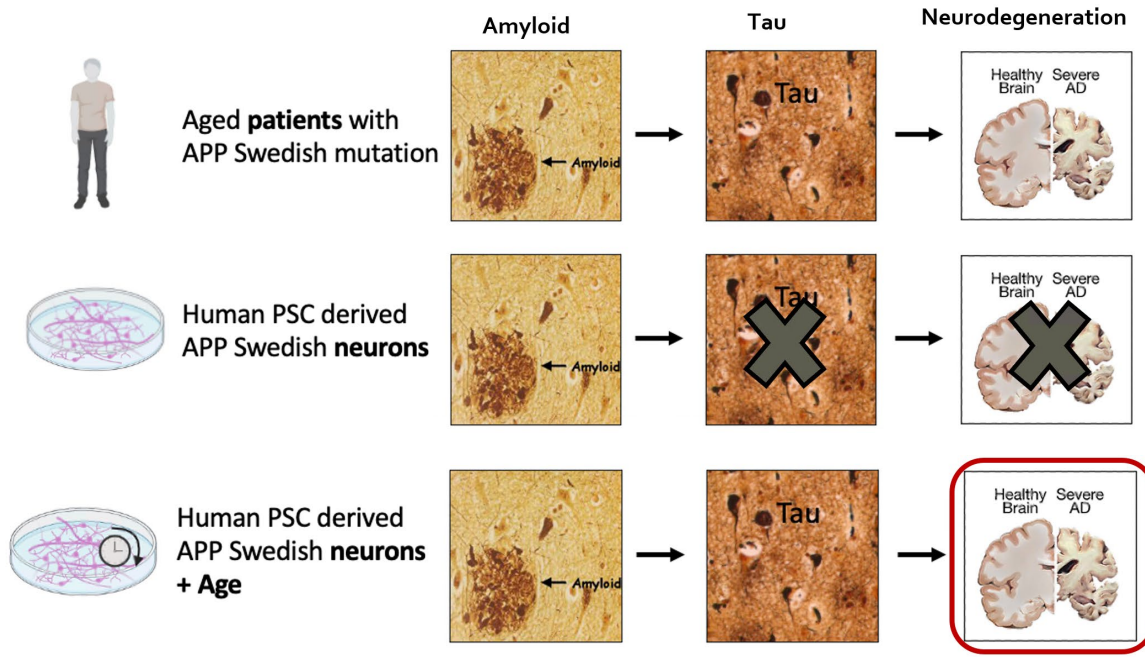 Amyloid
Tau
Neurodegeneration
Aged patients with
APP Swedish mutation
Amyloid
Tau
Healthy Severe
Brain AD
Human PSC derived
APP Swedish neurons
Amyloid
Tau
Healthy Severe
Brain AD
Human PSC derived
APP Swedish neurons
+ Age
Amyloid
Tau
Healthy Severe
Brain AD